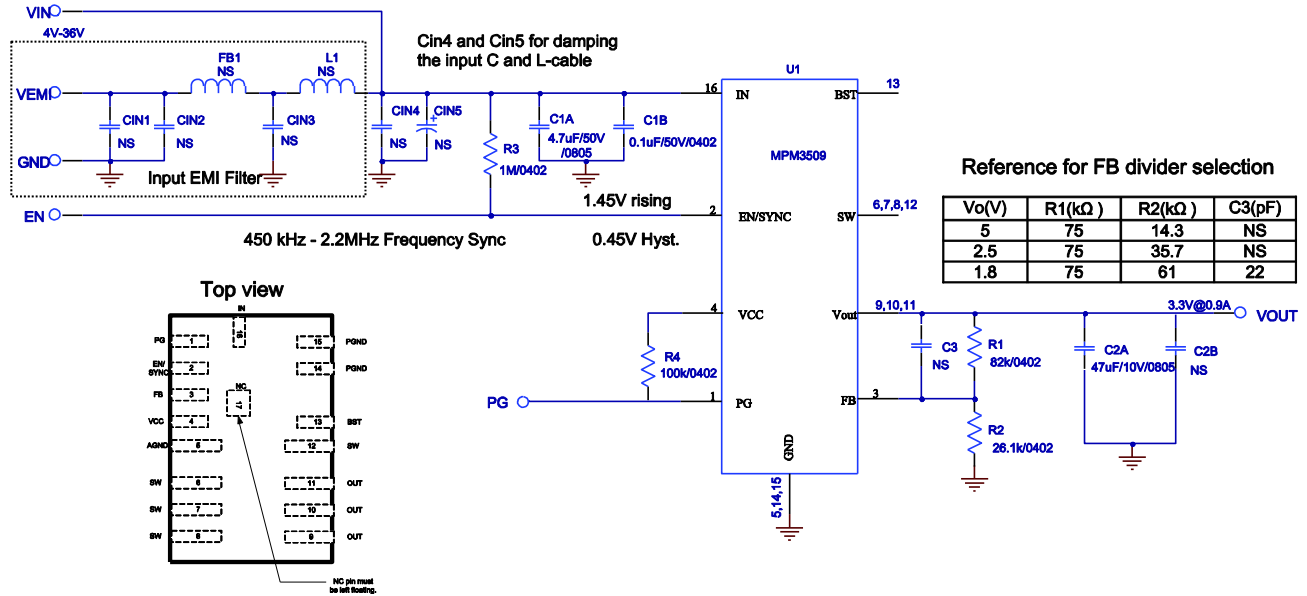 VIN
4V-36V
Cin4 and Cin5 for damping
the input C and L-cable
FB1
NS
L1
NS
VEMI
CIN1
NS
CIN2
NS
CIN3
NS
CIN4
NS
+
CIN5
NS
GND
Input EMI Filter
R3
1M/0402
C1A
4.7uF/50V
/0805
C1B
0.1uF/50V/0402
EN
450 kHz - 2.2MHz Frequency Sync
1.45V rising
0.45V Hyst.
U1
MPM3509
16
IN
2
EN/SYNC
4
VCC
1
PG
BST
13
SW
6,7,8,12
Vout
9,10,11
FB
3
GND
5,14,15
R4
100k/0402
PG
Reference for FB divider selection
Vo(V) R1(kΩ ) R2(kΩ ) C3(pF)
5 75 14.3 NS
2.5 75 35.7 NS
1.8 75 61 22
3.3V@0.9A
VOUT
C3
NS
R1
82k/0402
R2
26.1k/0402
C2A
47uF/10V/0805
C2B
NS
Top view
IN
16
PG 1
15 PGND
EN/
SYNC
2
14 PGND
FB 3
NC
17
VCC 4
13 BST
AGND 5
12 SW
SW 6
11 OUT
SW 7
10 OUT
SW 8
9 OUT
NC pin must
be left floating.